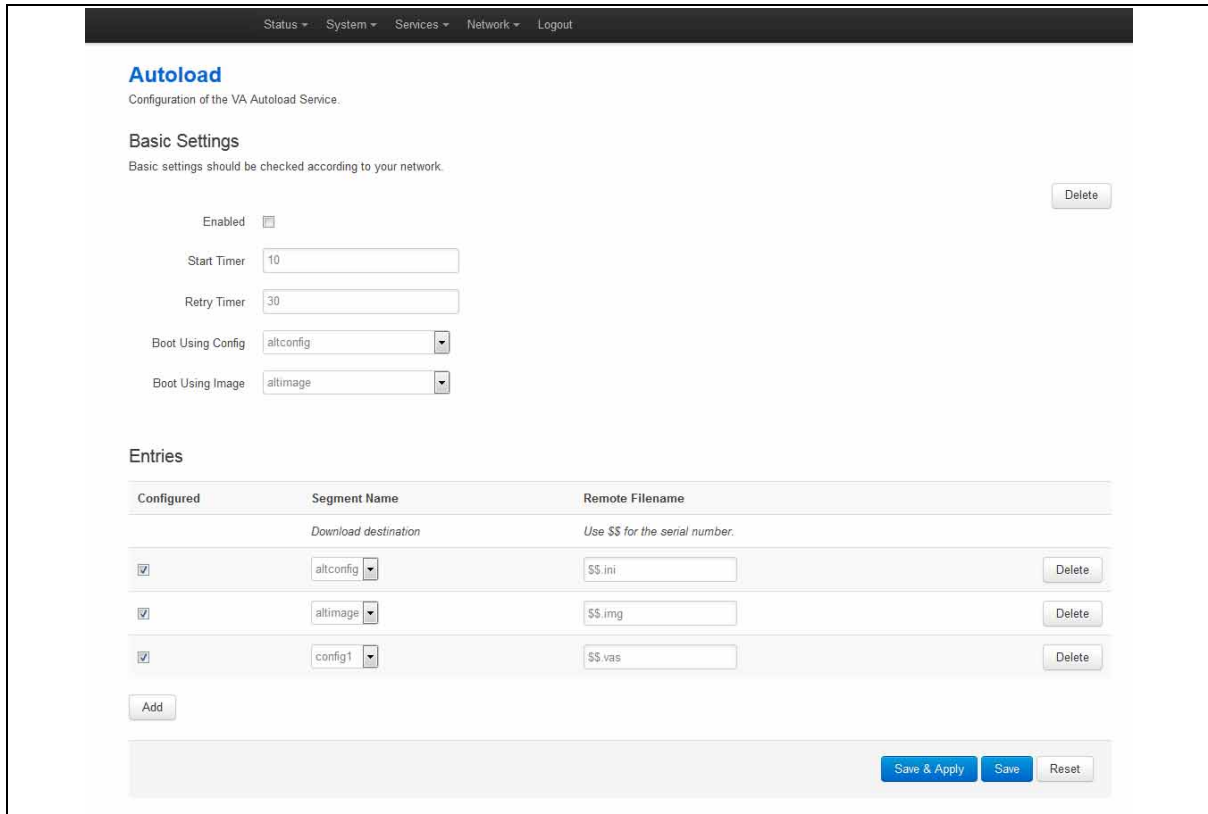 Status System Services Network Logout
Autoload
Configuration of the VA Autoload Service.
Basic Settings
Basic settings should be checked according to your network.
Delete
Enabled
Start Timer 10
Retry Timer 30
Boot Using Config altconfig
Boot Using Image altimage
Entries
Configured Segment Name Remote Filename
Download destination Use $$ for the serial number.
altconfig $$.ini Delete
altimage $$.img Delete
config1 $$.vas Delete
Add
Save & Apply Save Reset